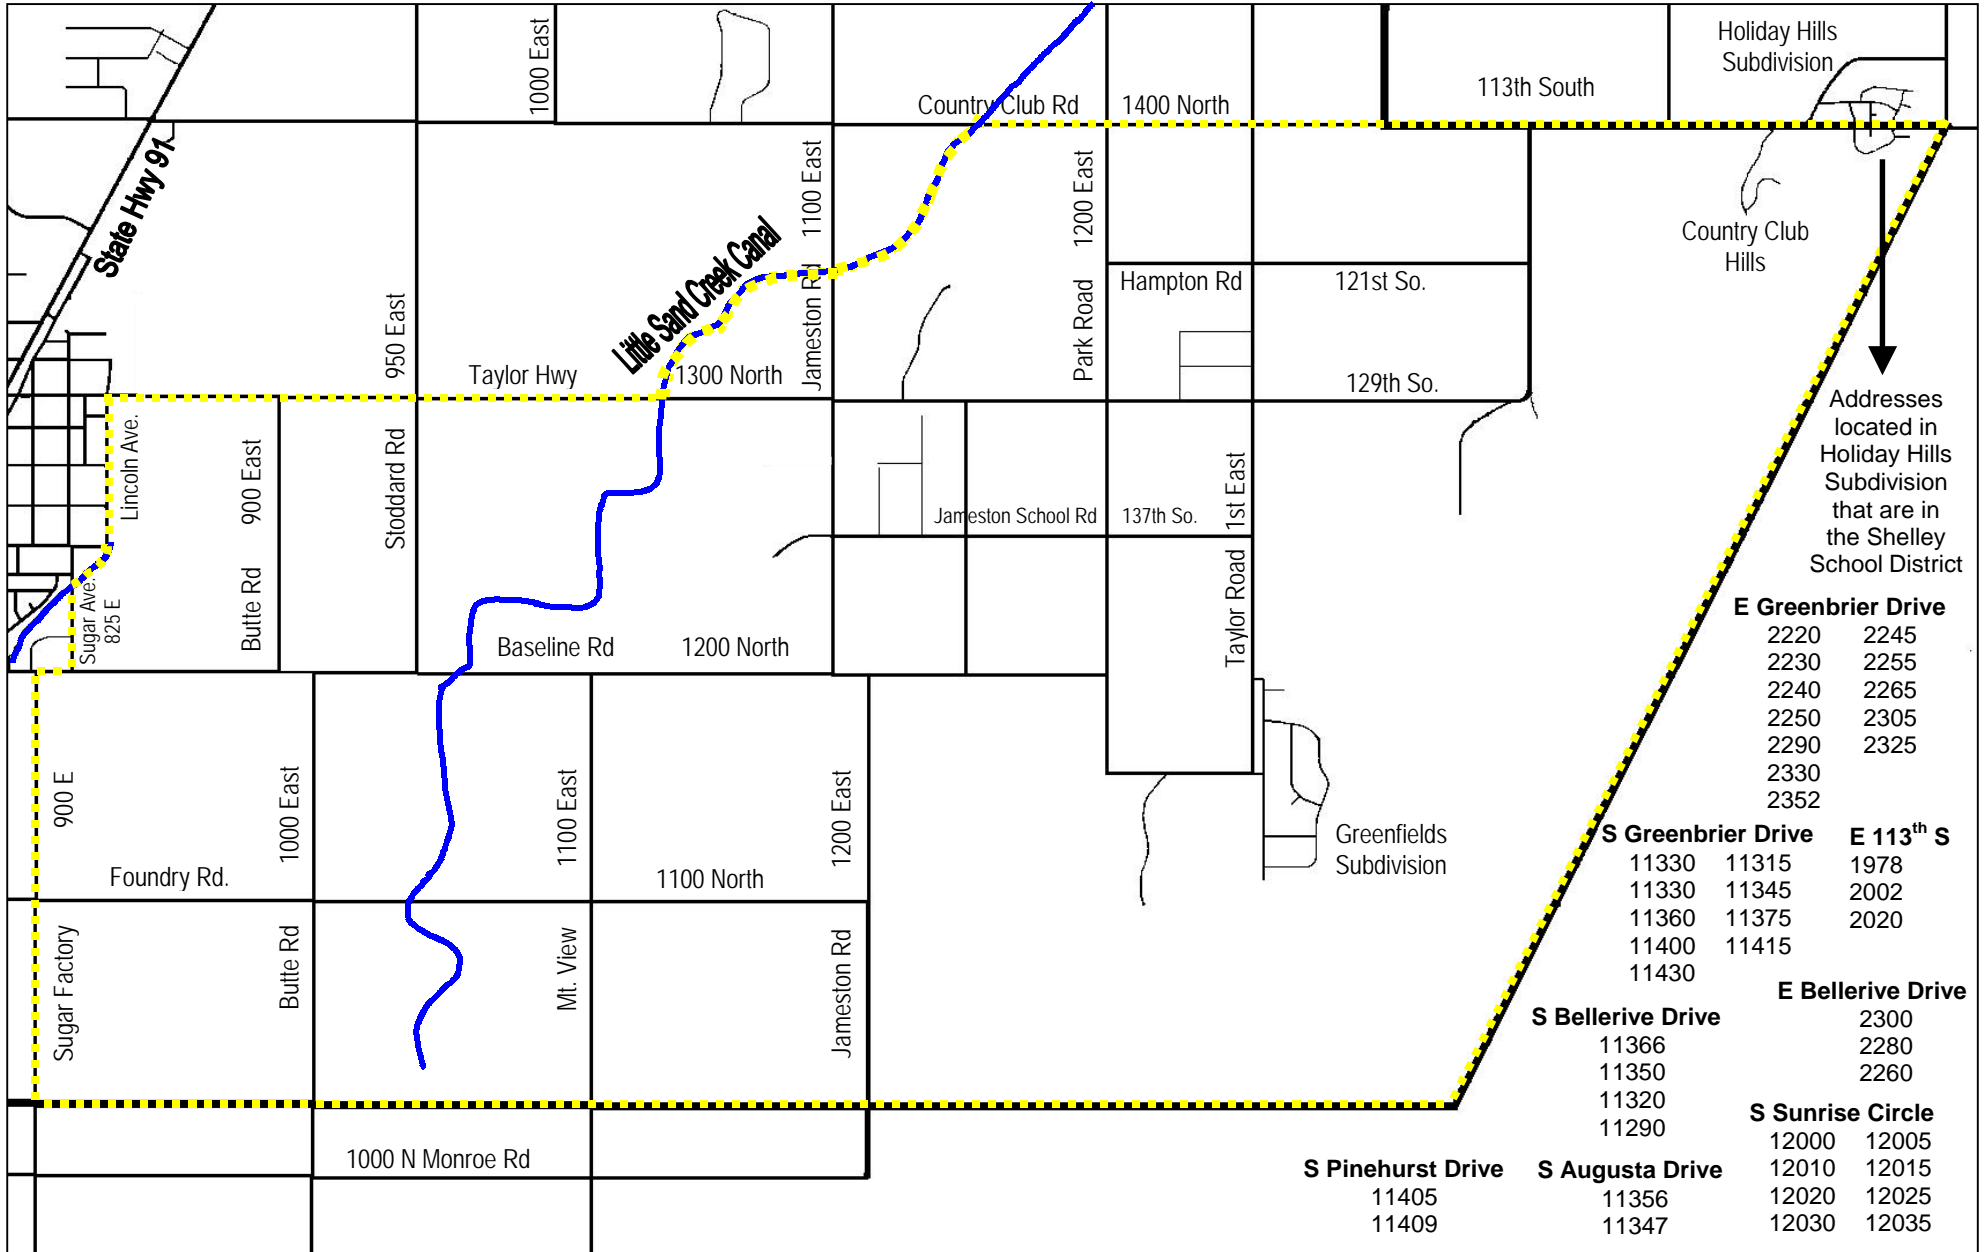 Holiday Hills
Subdivision
1000 East
113th South
Country Club Rd
1400 North
State Hwy 91
1100 East
Jameston Rd
1200 East
Park Road
Country Club
Hills
Little Sand Creek Canal
Hampton Rd
121st So.
950 East
Stoddard Rd
Taylor Hwy
1300 North
129th So.
Addresses
located in
Holiday Hills
Subdivision
that are in
the Shelley
School District
Lincoln Ave.
900 East
Butte Rd
1st East
Taylor Road
Jameston School Rd
137th So.
Sugar Ave.
825 E
Baseline Rd
1200 North
E Greenbrier Drive
2220 2245
2230 2255
2240 2265
2250 2305
2290 2325
2330
2352
900 E
Sugar Factory
1000 East
Butte Rd
1100 East
Mt. View
1200 East
Jameston Rd
Greenfields
Subdivision
Foundry Rd.
1100 North
S Greenbrier Drive
11330 11315
11330 11345
11360 11375
11400 11415
11430
E 113th S
1978
2002
2020
E Bellerive Drive
2300
2280
2260
S Bellerive Drive
11366
11350
11320
11290
S Sunrise Circle
12000 12005
12010 12015
12020 12025
12030 12035
1000 N Monroe Rd
S Pinehurst Drive
11405
11409
S Augusta Drive
11356
11347